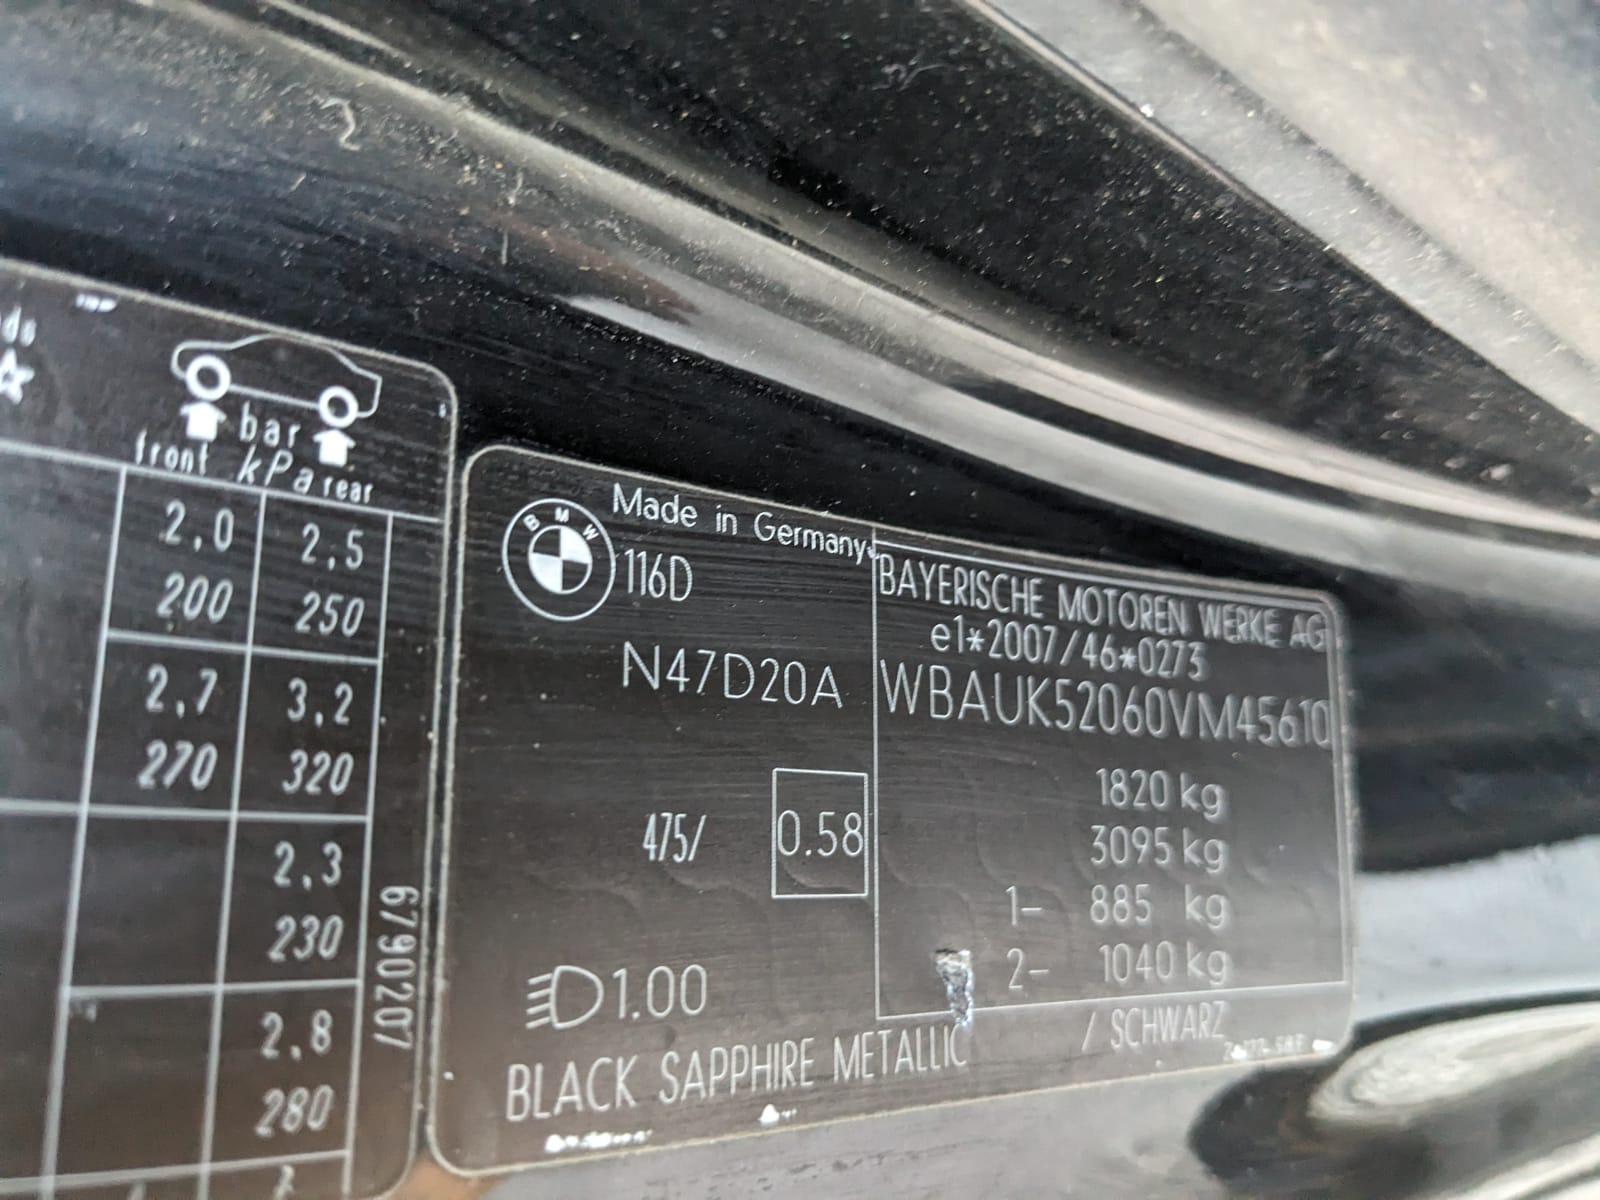 ds
bar
front kPa rear
2,0 2,5
200 250
2,7 3,2
270 320
2,3
230
2,8
280
6790207
BMW
Made in Germany
116D
N47D20A
475/ 0.58
1.00
BLACK SAPPHIRE METALLIC / SCHWARZ
BAYERISCHE MOTOREN WERKE AG
e1*2007/46*0273
WBAUK52060VM45610
1820 kg
3095 kg
1- 885 kg
2- 1040 kg